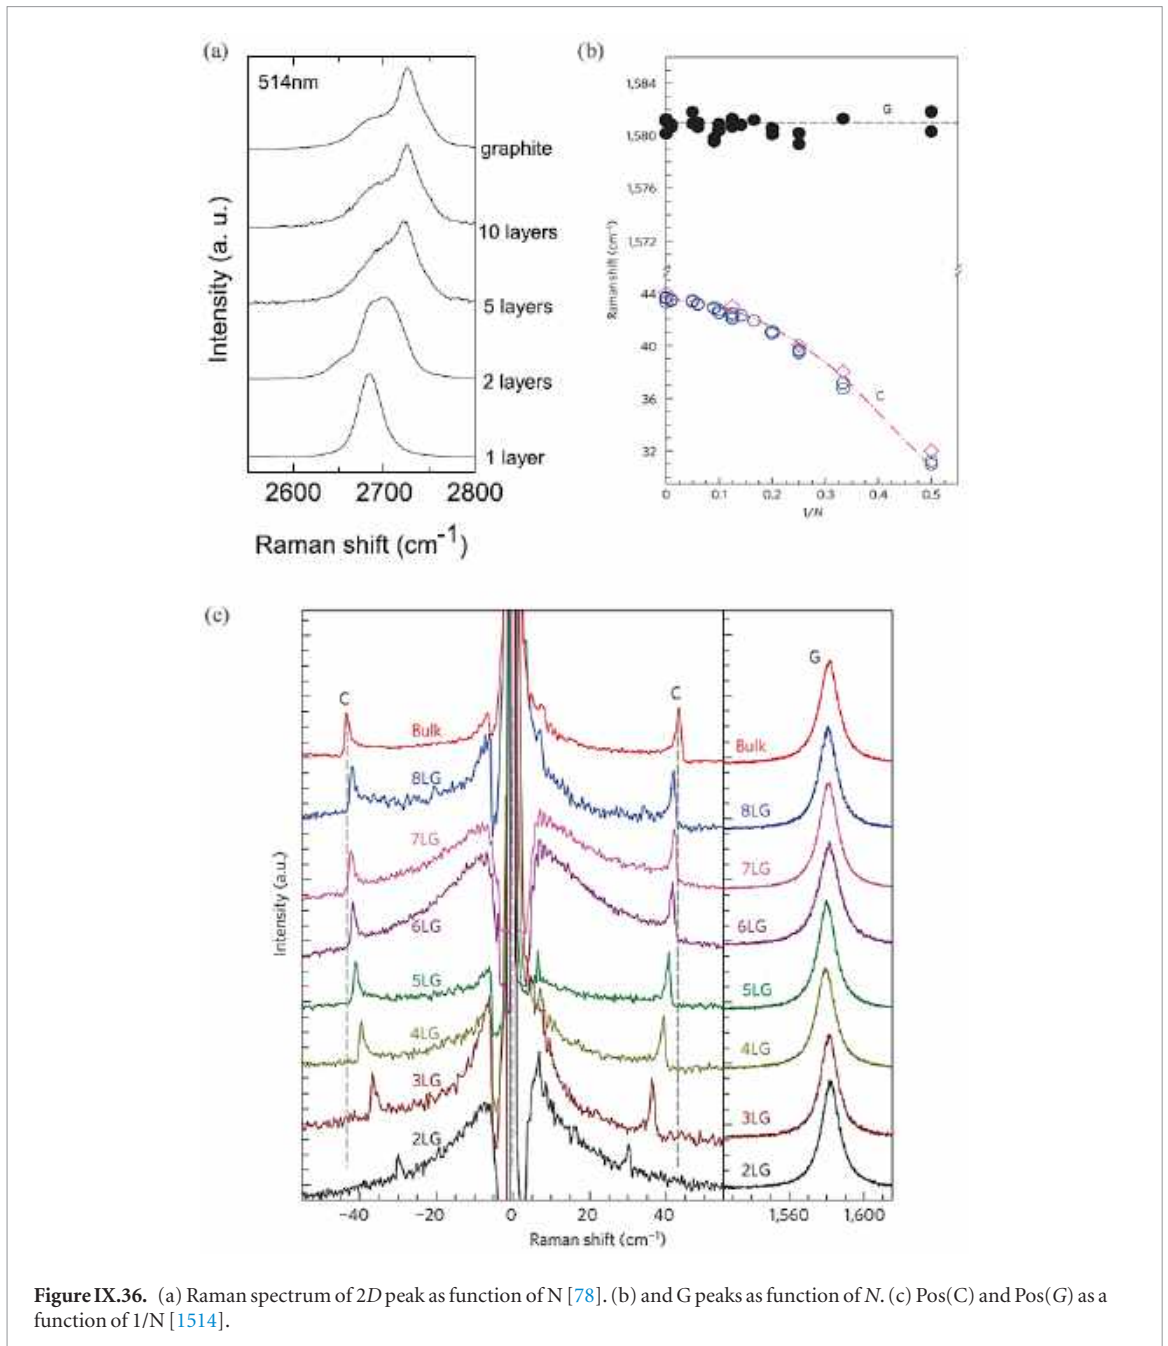 (a)
514nm
graphite
10 layers
5 layers
2 layers
1 layer
Intensity (a. u.)
2600 2700 2800
Raman shift (cm⁻¹)
(b)
1,584
1,580
1,576
1,572
44
40
36
32
G
C
Raman shift (cm⁻¹)
0 0.1 0.2 0.3 0.4 0.5
1/N
(c)
C C G
Bulk Bulk
8LG 8LG
7LG 7LG
6LG 6LG
5LG 5LG
4LG 4LG
3LG 3LG
2LG 2LG
Intensity (a.u.)
−40 −20 0 20 40 1,560 1,600
Raman shift (cm⁻¹)
Figure IX.36. (a) Raman spectrum of 2D peak as function of N [78]. (b) and G peaks as function of N. (c) Pos(C) and Pos(G) as a
function of 1/N [1514].